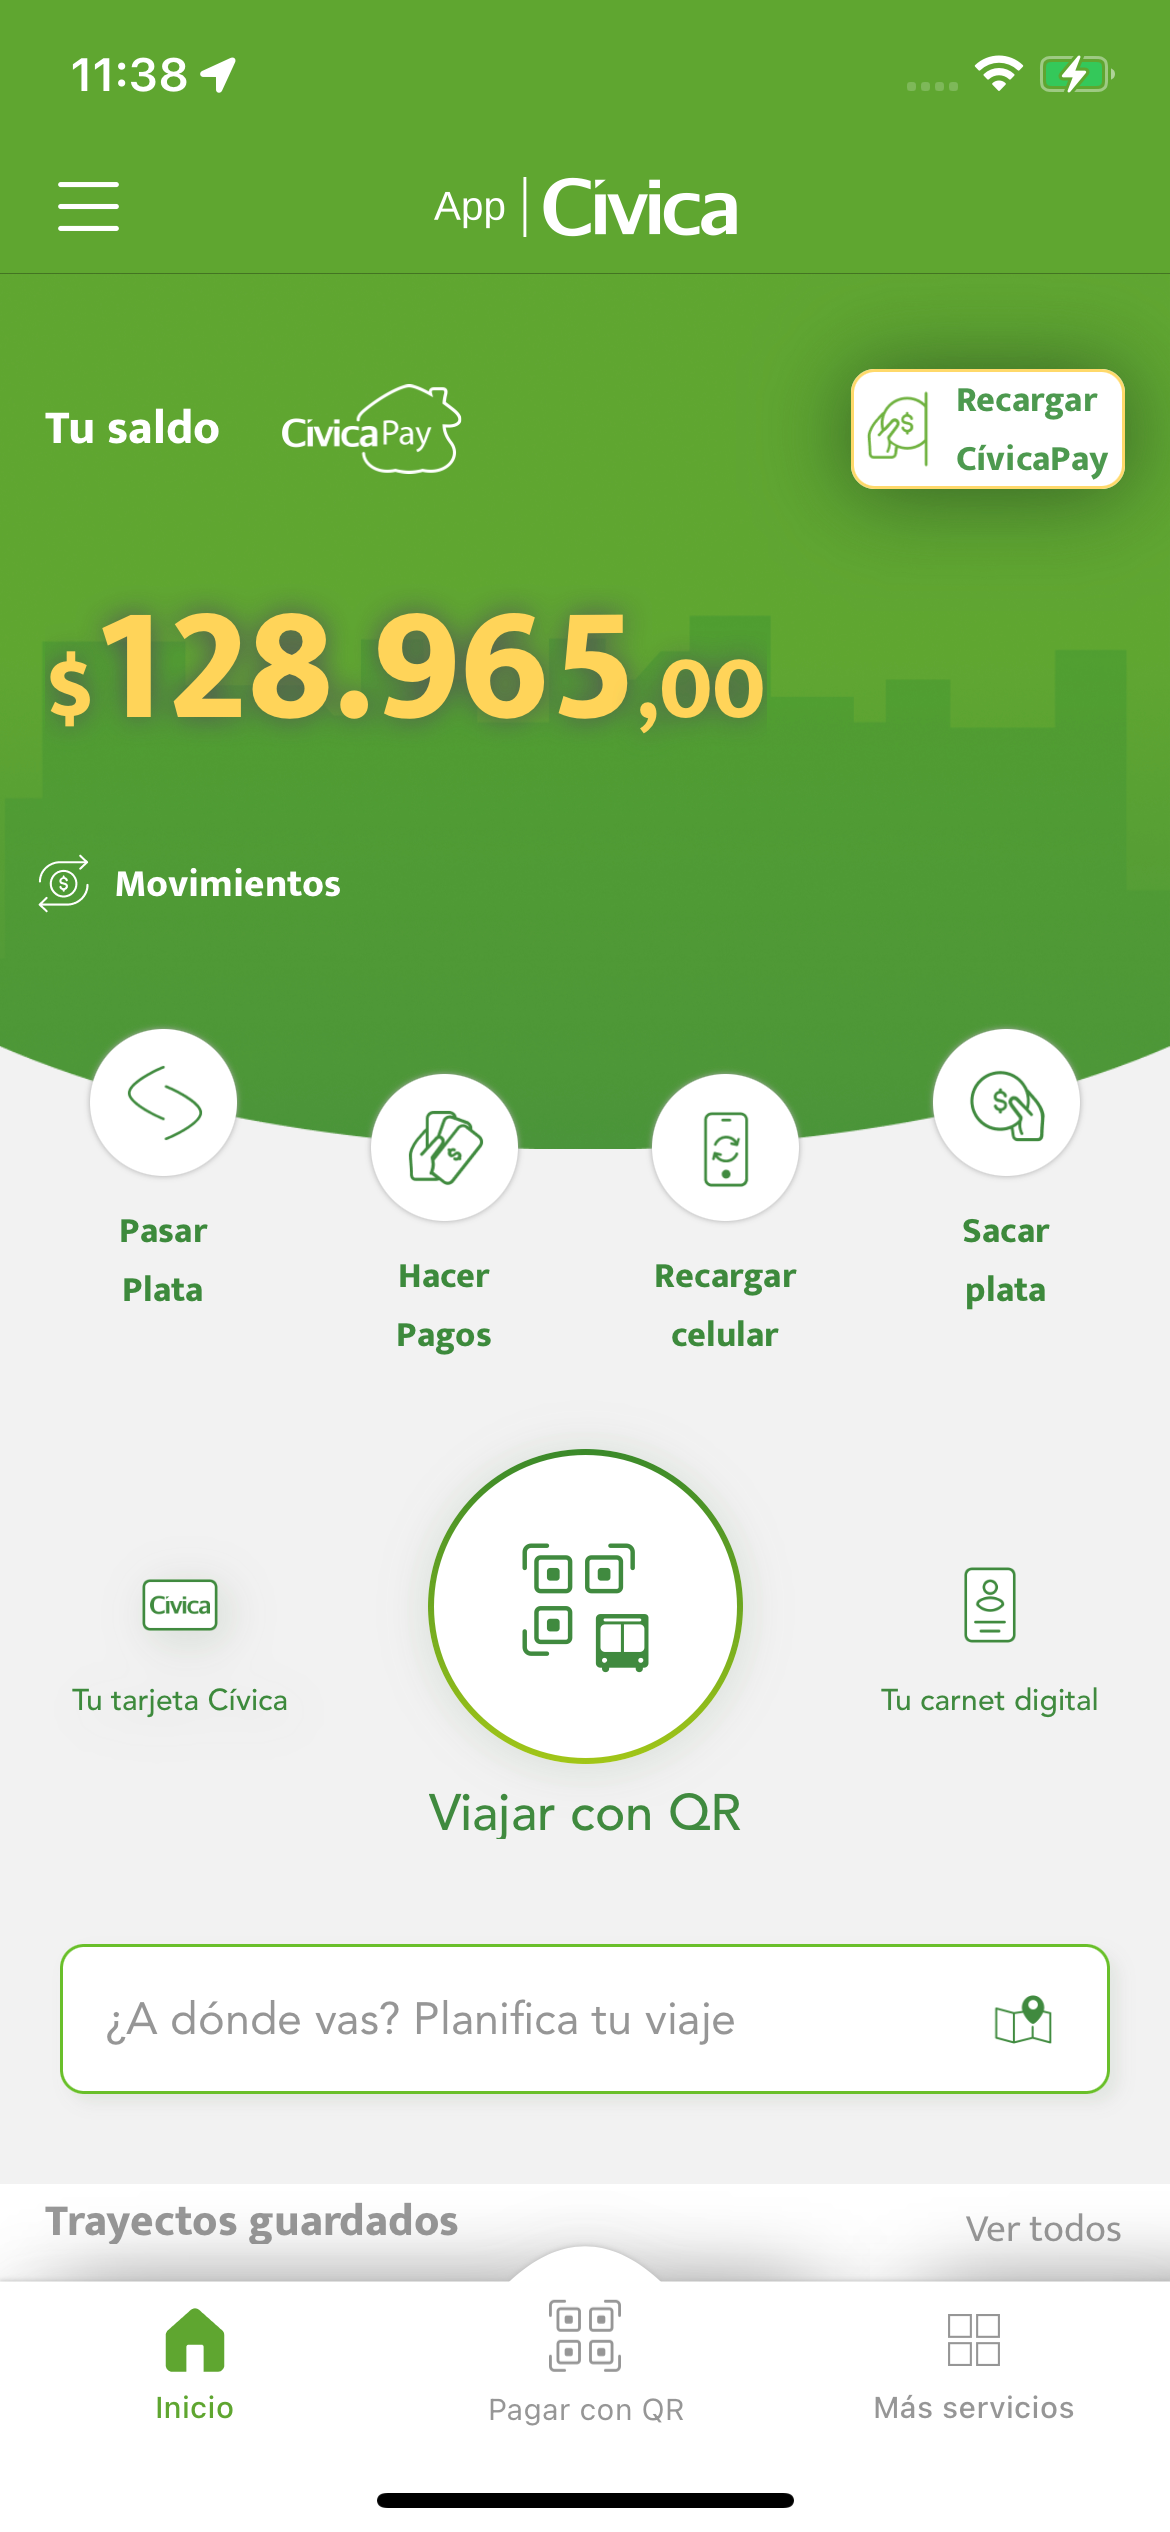 11:38
App | Cívica
Tu saldo
CívicaPay
Recargar
CívicaPay
$128.965,00
Movimientos
Pasar
Plata
Hacer
Pagos
Recargar
celular
Sacar
plata
Cívica
Tu tarjeta Cívica
Tu carnet digital
Viajar con QR
¿A dónde vas? Planifica tu viaje
Trayectos guardados
Ver todos
Inicio
Pagar con QR
Más servicios